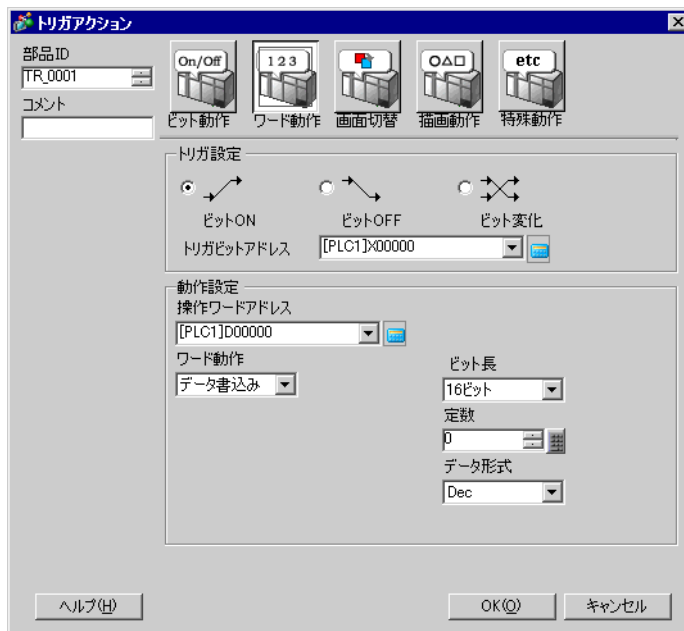 トリガアクション
部品ID
TR_0001
コメント
On/Off
1 2 3
○△□
etc
ビット動作
ワード動作
画面切替
描画動作
特殊動作
トリガ設定
ビットON
ビットOFF
ビット変化
トリガビットアドレス
[PLC1]X00000
動作設定
操作ワードアドレス
[PLC1]D00000
ワード動作
データ書込み
ビット長
16ビット
定数
0
データ形式
Dec
ヘルプ(H)
OK(O)
キャンセル